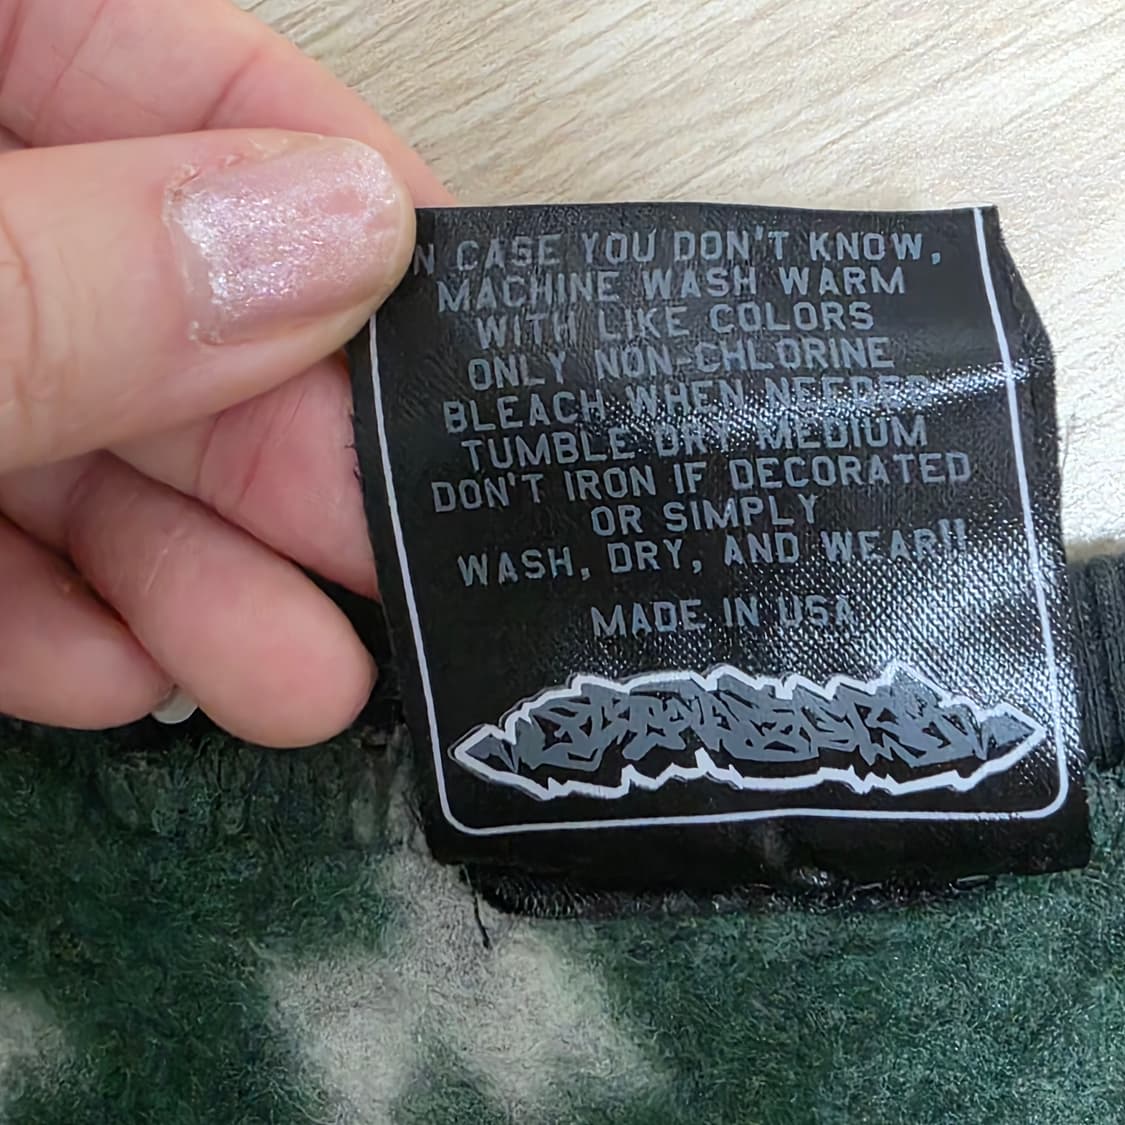 N CASE YOU DON'T KNOW,
MACHINE WASH WARM
WITH LIKE COLORS
ONLY NON-CHLORINE
BLEACH WHEN NEEDED
TUMBLE DRY MEDIUM
DON'T IRON IF DECORATED
OR SIMPLY
WASH, DRY, AND WEAR!!
MADE IN USA